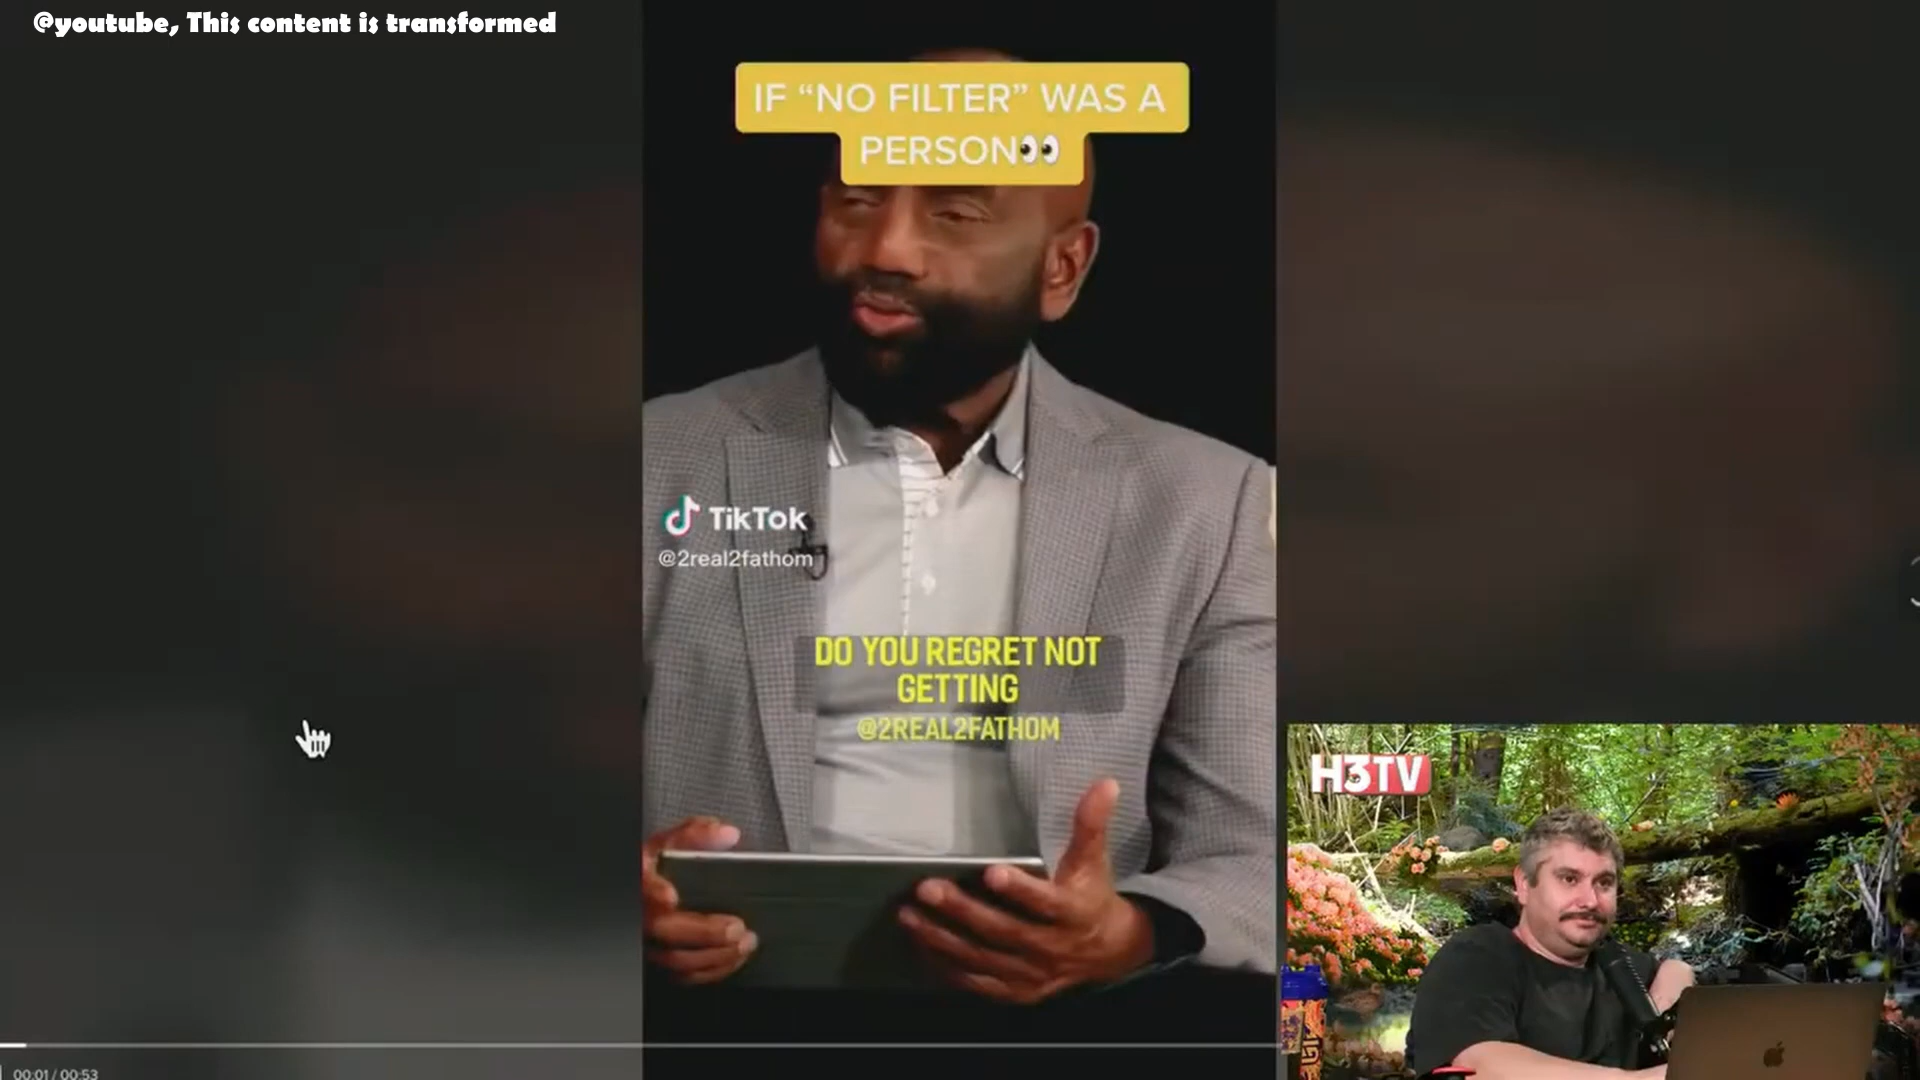 @youtube, This content is transformed
IF “NO FILTER” WAS A
PERSON👀
TikTok
@2real2fathom
DO YOU REGRET NOT
GETTING
@2REAL2FATHOM
H3TV
00:01 / 00:53